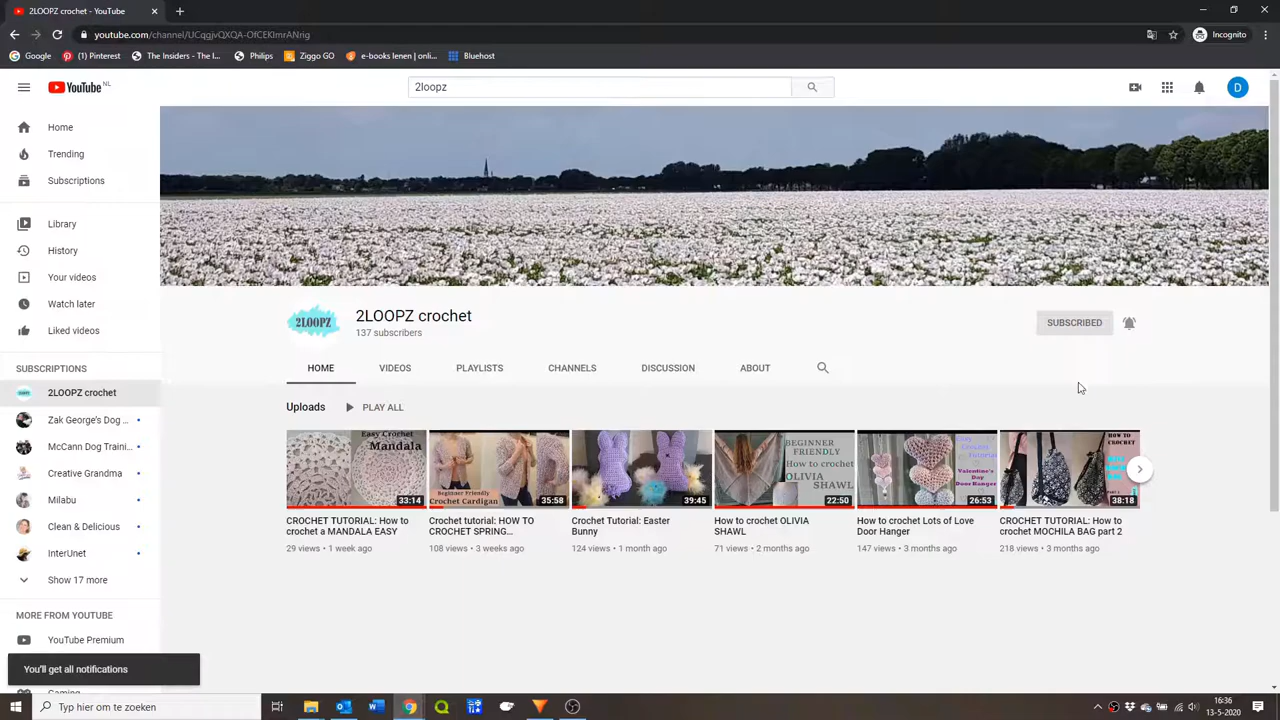 2LOOPZ crochet - YouTube
youtube.com/channel/UCqgjvQXQA-OfCEKImrANrig
Incognito
Google
(1) Pinterest
The Insiders - The I...
Philips
Ziggo GO
e-books lenen | onli...
Bluehost
YouTube NL
2loopz
D
Home
Trending
Subscriptions
Library
History
Your videos
Watch later
Liked videos
SUBSCRIPTIONS
2LOOPZ crochet
Zak George's Dog ...
McCann Dog Traini...
Creative Grandma
Milabu
Clean & Delicious
InterUnet
Show 17 more
MORE FROM YOUTUBE
YouTube Premium
Gaming
You'll get all notifications
2LOOPZ
2LOOPZ crochet
137 subscribers
SUBSCRIBED
HOME
VIDEOS
PLAYLISTS
CHANNELS
DISCUSSION
ABOUT
Uploads
PLAY ALL
Easy Crochet
Mandala
33:14
CROCHET TUTORIAL: How to
crochet a MANDALA EASY
29 views • 1 week ago
Beginner Friendly
Crochet Cardigan
35:58
Crochet tutorial: HOW TO
CROCHET SPRING...
108 views • 3 weeks ago
39:45
Crochet Tutorial: Easter
Bunny
124 views • 1 month ago
BEGINNER
FRIENDLY
How to crochet
OLIVIA
SHAWL
22:50
How to crochet OLIVIA
SHAWL
71 views • 2 months ago
Easy
Crochet
Tutorial
Valentine's
Day
Door Hanger
26:53
How to crochet Lots of Love
Door Hanger
147 views • 3 months ago
HOW TO
CROCHET
38:18
CROCHET TUTORIAL: How to
crochet MOCHILA BAG part 2
218 views • 3 months ago
Typ hier om te zoeken
16:36
13-5-2020